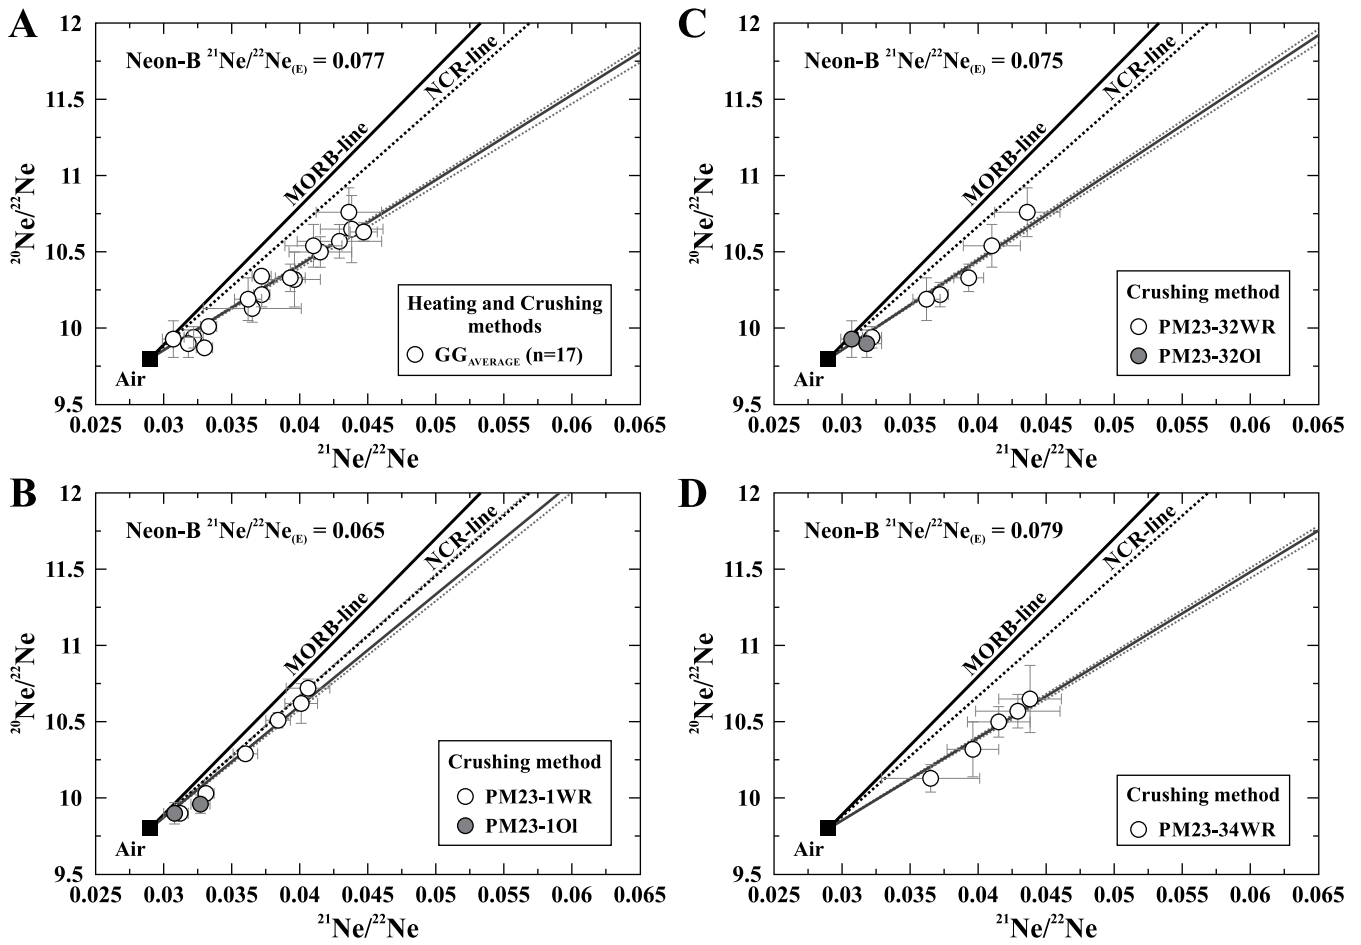 A
Neon-B ²¹Ne/²²Ne(E) = 0.077
MORB-line
NCR-line
Heating and Crushing
methods
GG AVERAGE (n=17)
Air
12
11.5
11
10.5
10
9.5
0.025 0.03 0.035 0.04 0.045 0.05 0.055 0.06 0.065
²⁰Ne/²²Ne
²¹Ne/²²Ne
C
Neon-B ²¹Ne/²²Ne(E) = 0.075
MORB-line
NCR-line
Crushing method
PM23-32WR
PM23-32Ol
Air
12
11.5
11
10.5
10
9.5
0.025 0.03 0.035 0.04 0.045 0.05 0.055 0.06 0.065
²⁰Ne/²²Ne
²¹Ne/²²Ne
B
Neon-B ²¹Ne/²²Ne(E) = 0.065
MORB-line
NCR-line
Crushing method
PM23-1WR
PM23-1Ol
Air
12
11.5
11
10.5
10
9.5
0.025 0.03 0.035 0.04 0.045 0.05 0.055 0.06 0.065
²⁰Ne/²²Ne
²¹Ne/²²Ne
D
Neon-B ²¹Ne/²²Ne(E) = 0.079
MORB-line
NCR-line
Crushing method
PM23-34WR
Air
12
11.5
11
10.5
10
9.5
0.025 0.03 0.035 0.04 0.045 0.05 0.055 0.06 0.065
²⁰Ne/²²Ne
²¹Ne/²²Ne